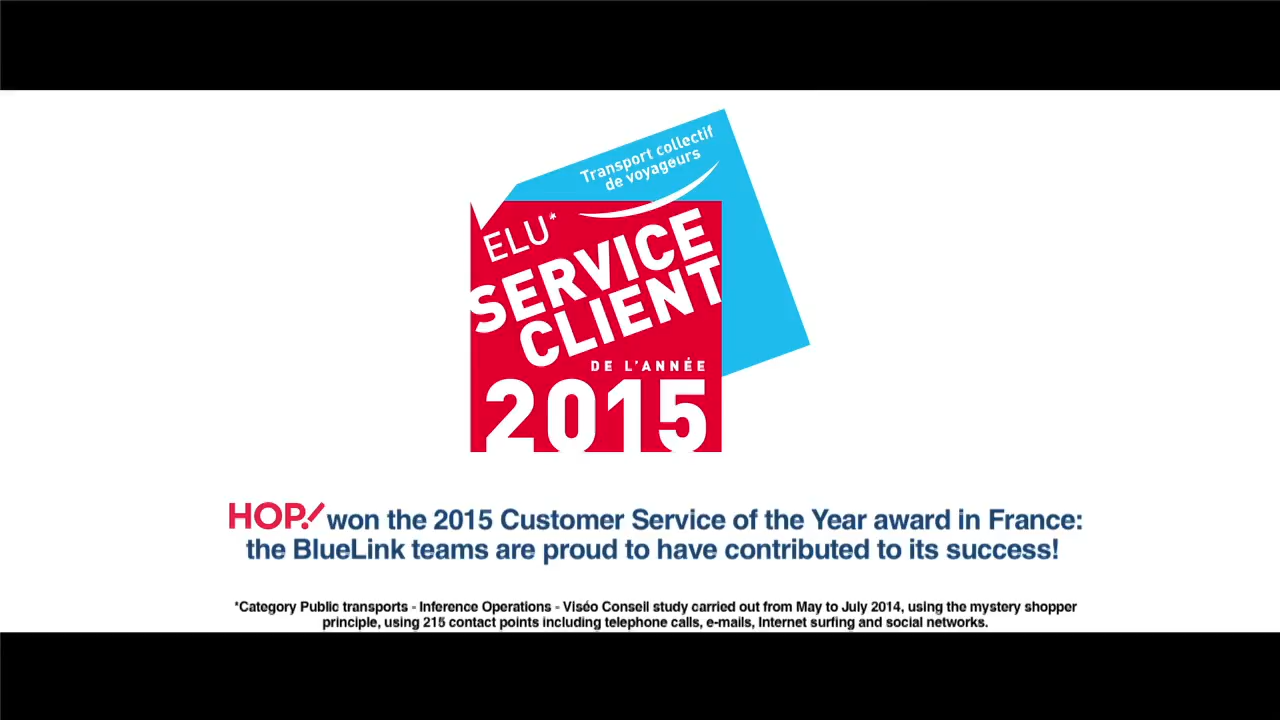 Transport collectif
de voyageurs
ELU*
SERVICE
CLIENT
DE L'ANNÉE
2015
HOP! won the 2015 Customer Service of the Year award in France:
the BlueLink teams are proud to have contributed to its success!
*Category Public transports - Inference Operations - Viséo Conseil study carried out from May to July 2014, using the mystery shopper
principle, using 215 contact points including telephone calls, e-mails, Internet surfing and social networks.